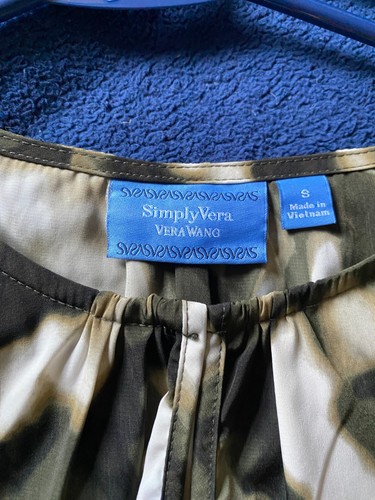 SimplyVera
VERA WANG
S
Made in
Vietnam